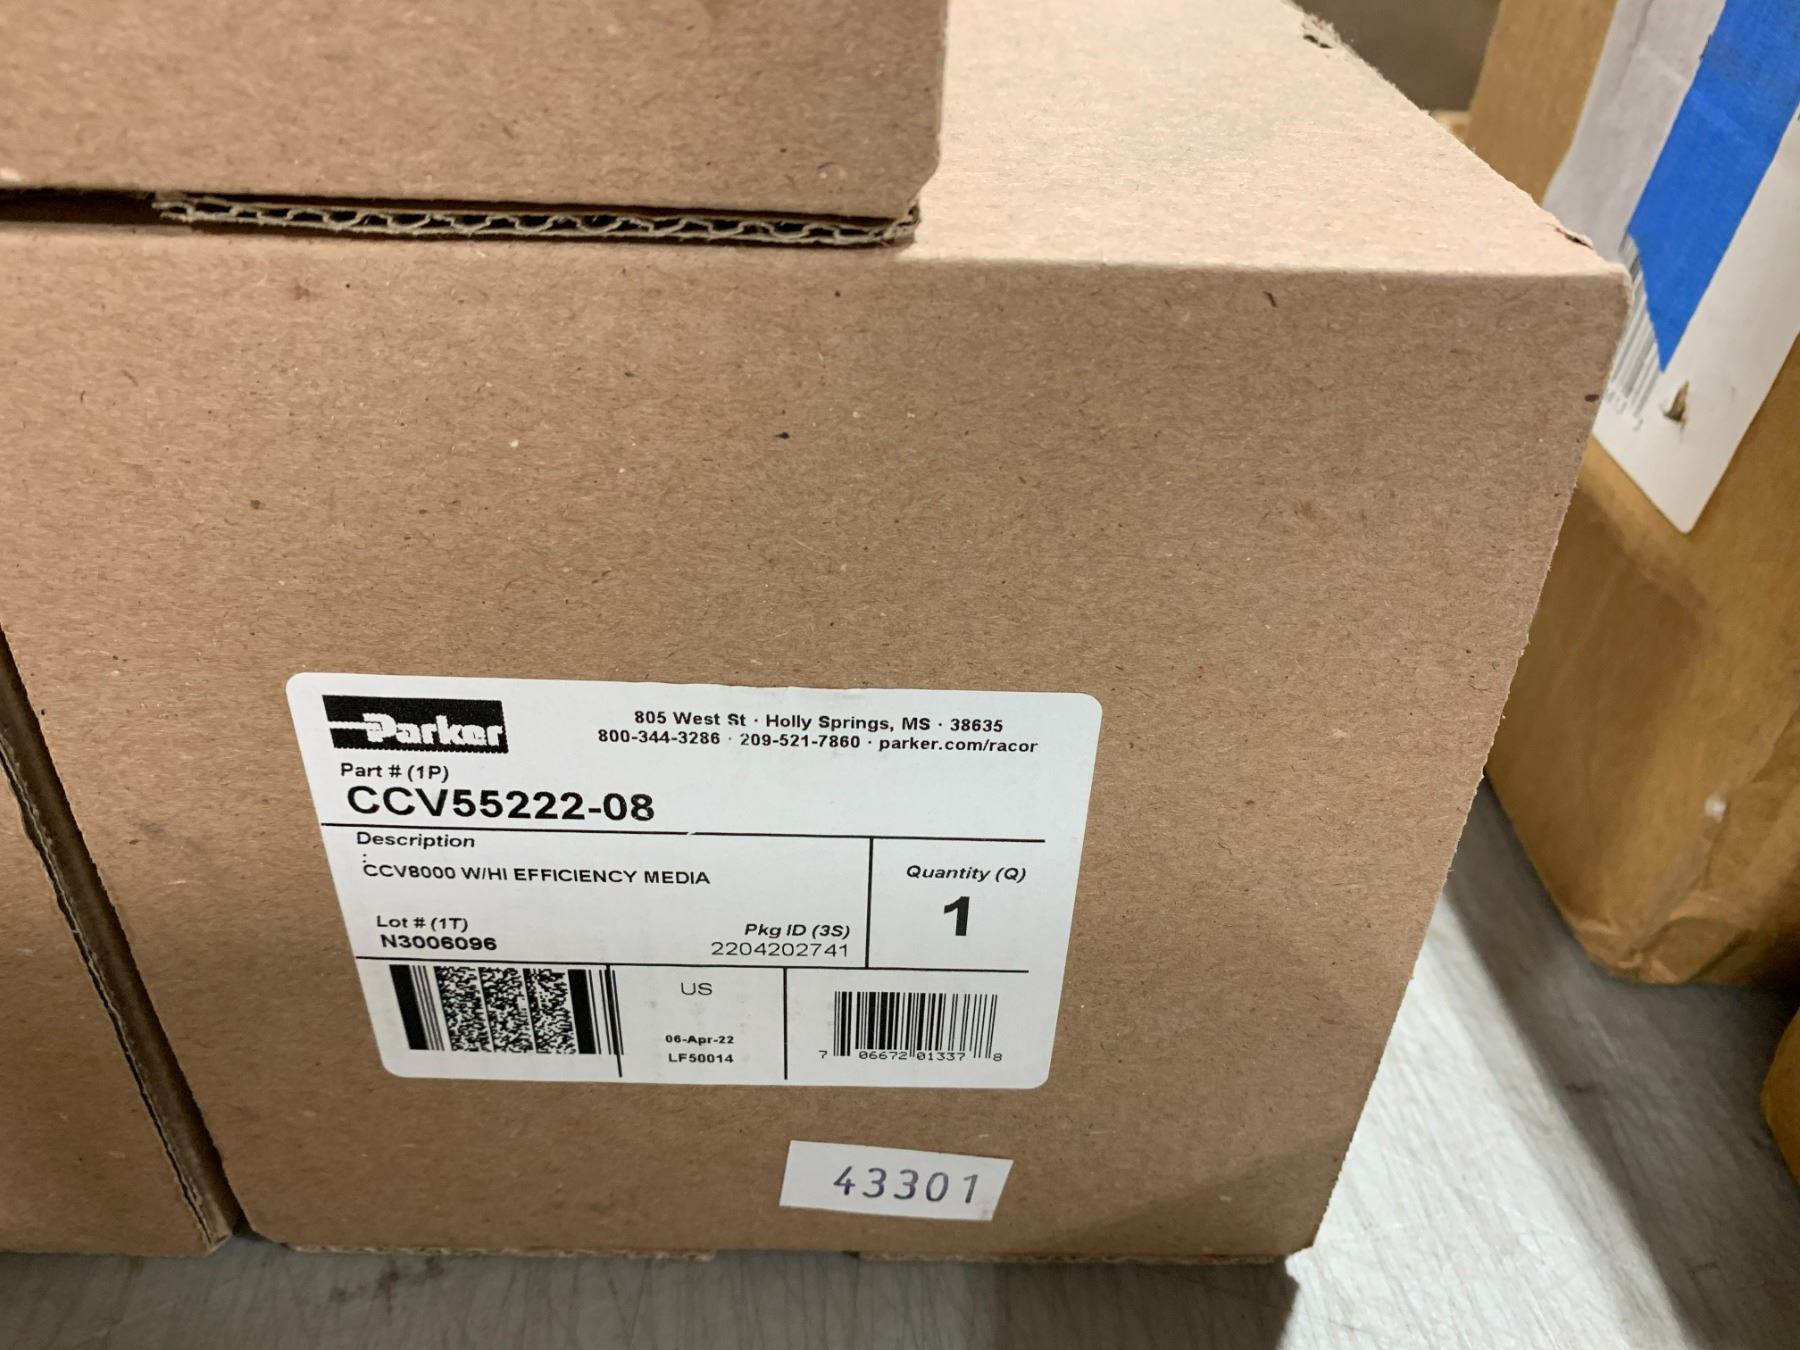 Parker
805 West St · Holly Springs, MS · 38635
800-344-3286 · 209-521-7860 · parker.com/racor
Part # (1P)
CCV55222-08
Description
:
CCV8000 W/HI EFFICIENCY MEDIA
Quantity (Q)
1
Lot # (1T)
N3006096
Pkg ID (3S)
2204202741
US
06-Apr-22
LF50014
7 06672 01337 8
43301